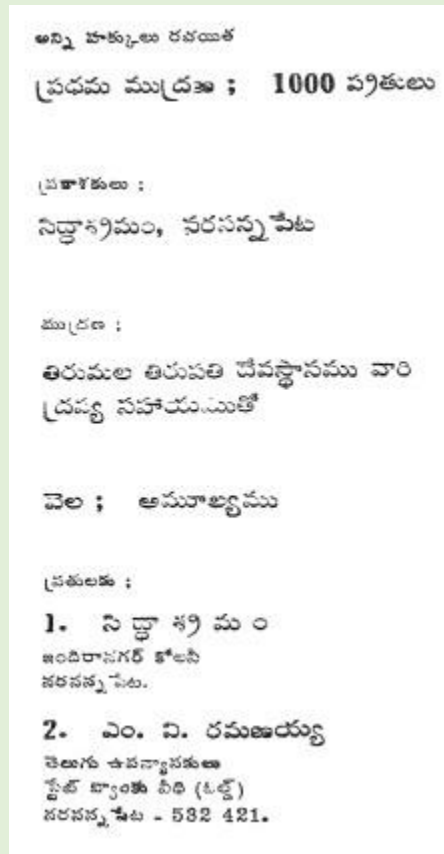 అన్ని హక్కులు రచయిత
ప్రధమ ముద్రణ ; 1000 ప్రతులు
ప్రకాశకులు ;
సిద్ధాశ్రమం, నరసన్నపేట
ముద్రణ ;
తిరుమల తిరుపతి దేవస్థానము వారి
ద్రవ్య సహాయముతో
వెల ; అమూఖ్యము
ప్రతులకు ;
1. సి ద్ధా శ్ర మ ం
ఇందిరానగర్ కోలనీ
నరసన్నపేట.
2. ఎం. వి. రమణయ్య
తెలుగు ఉపన్యాసకులు
స్టేట్ బ్యాంకు వీధి (ఓల్డ్)
నరసన్నపేట - 532 421.